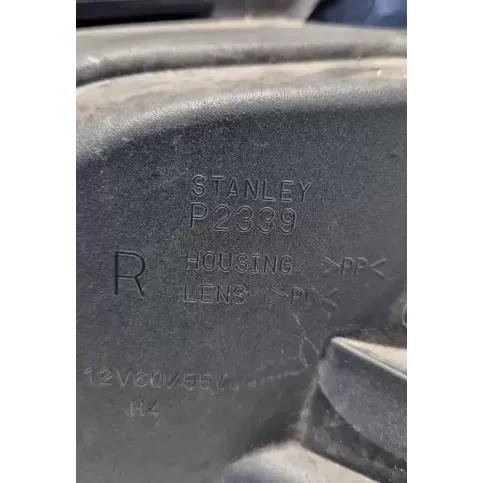 STANLEY
P2339
R
HOUSING >PP<
LENS >PC<
12V60/55W
H4